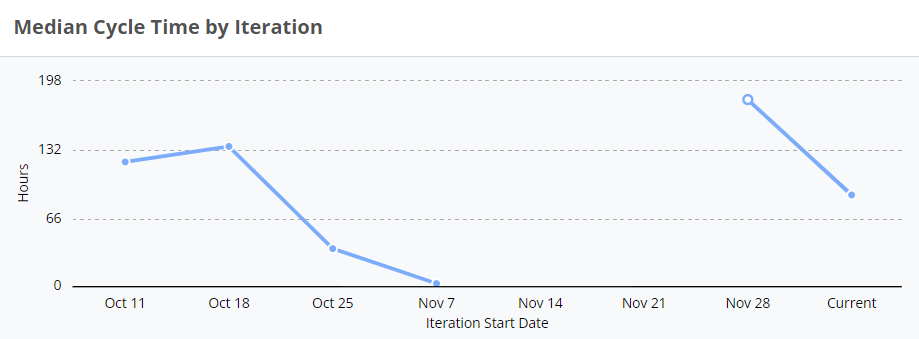 Median Cycle Time by Iteration
198
132
66
0
Hours
Oct 11 Oct 18 Oct 25 Nov 7 Nov 14 Nov 21 Nov 28 Current
Iteration Start Date